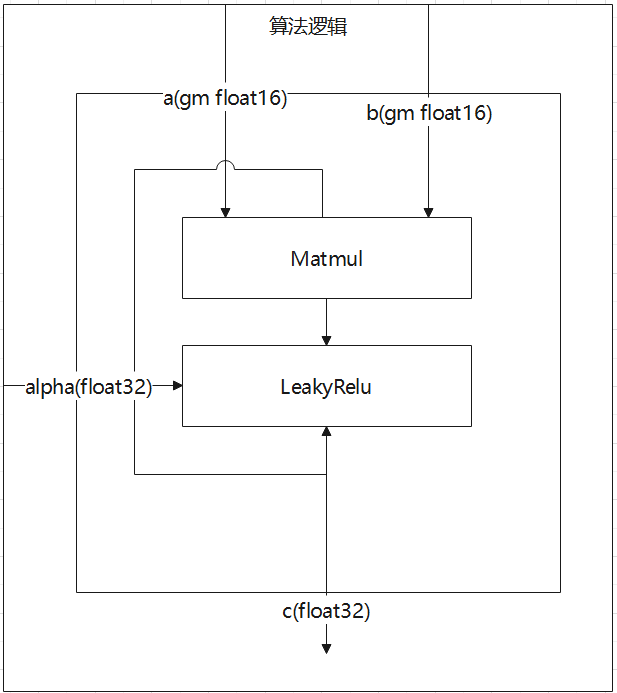 算法逻辑
a(gm float16)
b(gm float16)
Matmul
LeakyRelu
alpha(float32)
c(float32)